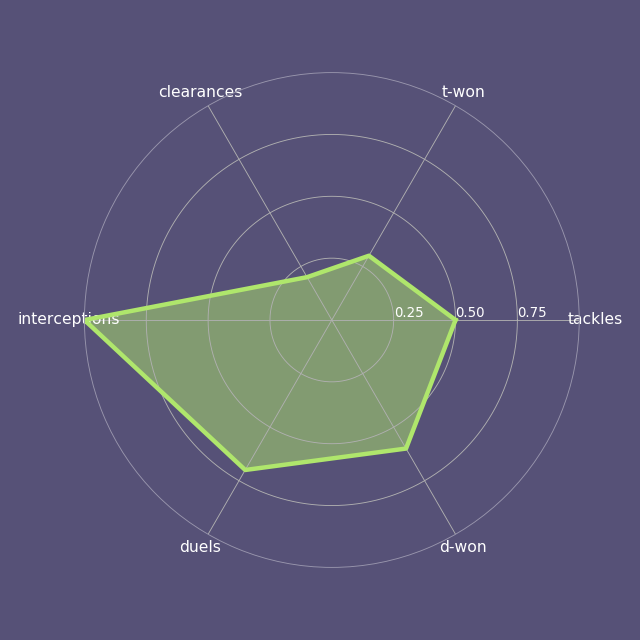 clearances
t-won
interceptions
0.25
0.50
0.75
tackles
duels
d-won